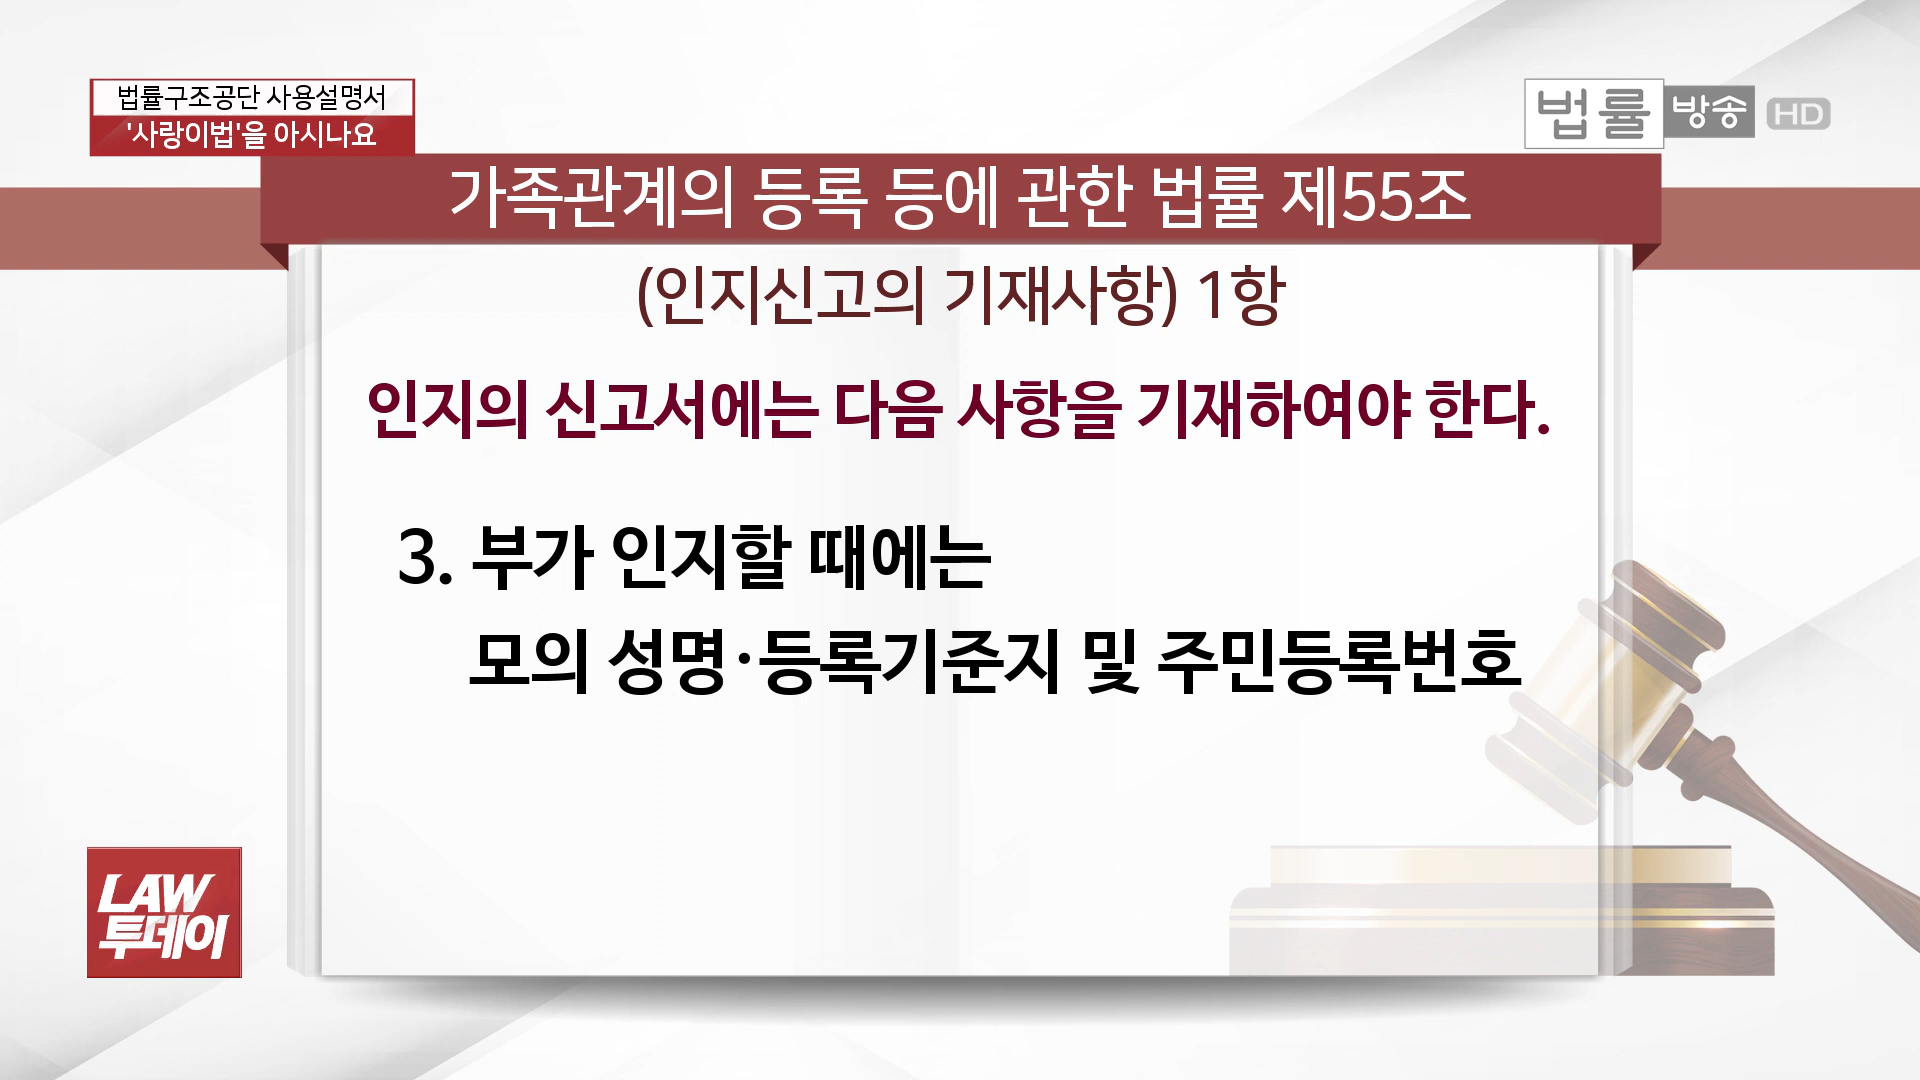 법률구조공단 사용설명서
'사랑이법'을 아시나요
법률방송 HD
가족관계의 등록 등에 관한 법률 제55조
(인지신고의 기재사항) 1항
인지의 신고서에는 다음 사항을 기재하여야 한다.
3. 부가 인지할 때에는
모의 성명·등록기준지 및 주민등록번호
LAW
투데이